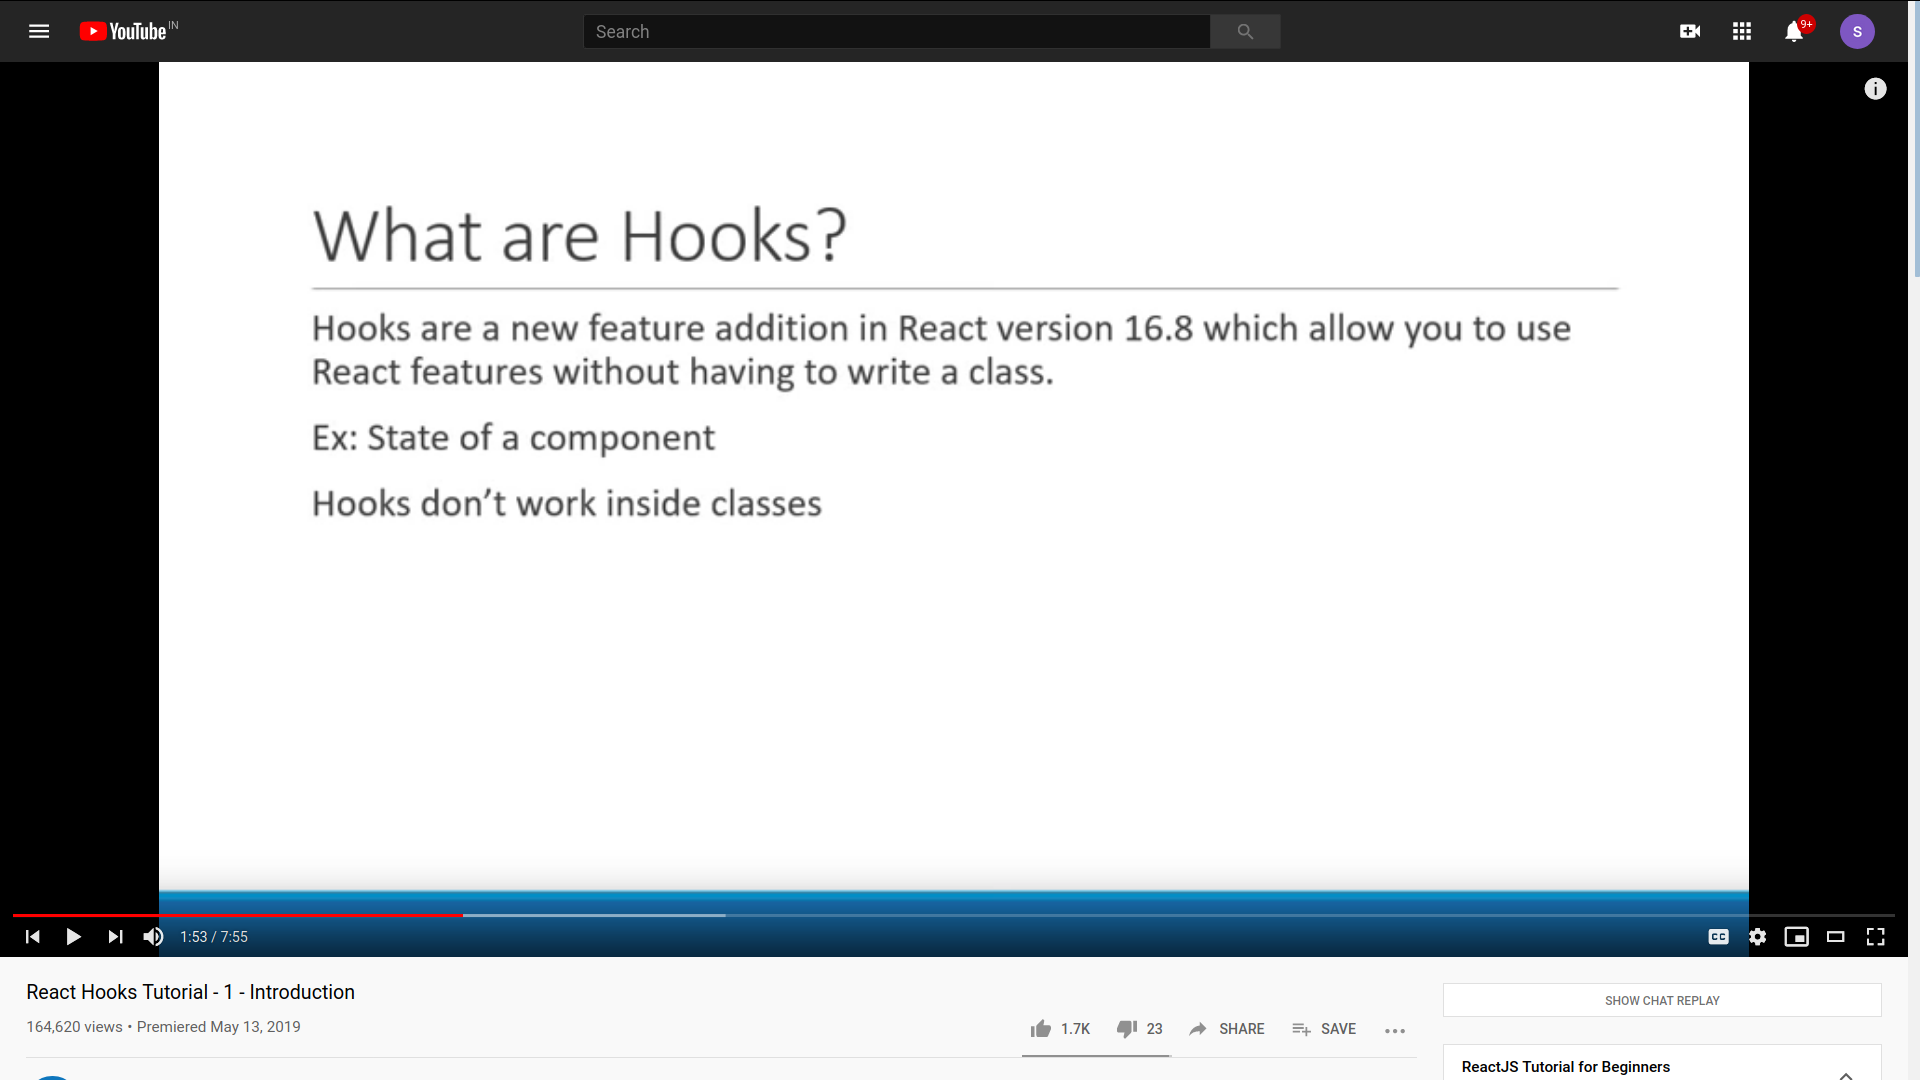 YouTube IN
Search
9+
S
What are Hooks?
Hooks are a new feature addition in React version 16.8 which allow you to use
React features without having to write a class.
Ex: State of a component
Hooks don’t work inside classes
1:53 / 7:55
CC
React Hooks Tutorial - 1 - Introduction
164,620 views • Premiered May 13, 2019
1.7K
23
SHARE
SAVE
SHOW CHAT REPLAY
ReactJS Tutorial for Beginners